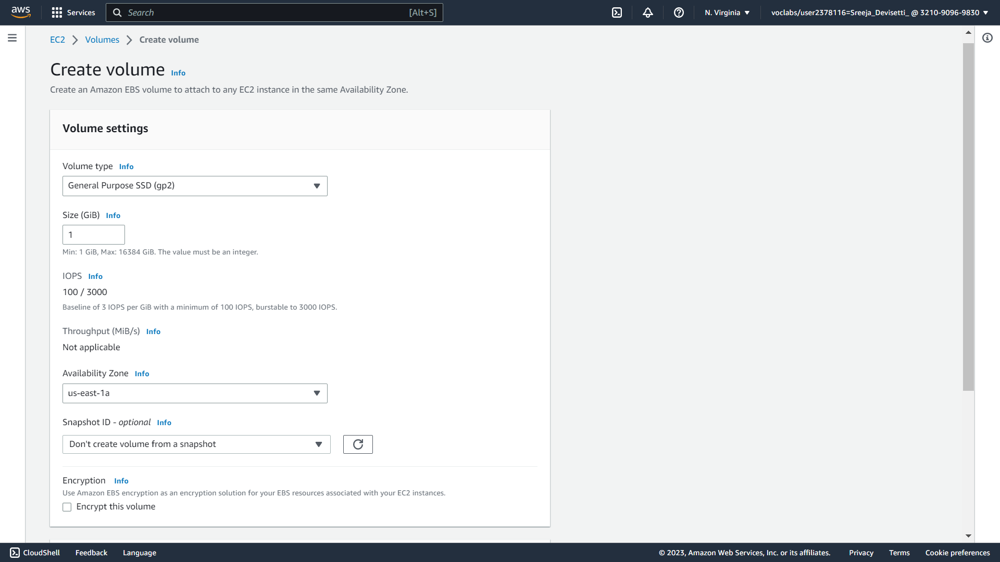 aws
Services
Search
[Alt+S]
N. Virginia
voclabs/user2378116=Sreeja_Devisetti_ @ 3210-9096-9830
EC2 Volumes Create volume
Create volume Info
Create an Amazon EBS volume to attach to any EC2 instance in the same Availability Zone.
Volume settings
Volume type Info
General Purpose SSD (gp2)
Size (GiB) Info
1
Min: 1 GiB, Max: 16384 GiB. The value must be an integer.
IOPS Info
100 / 3000
Baseline of 3 IOPS per GiB with a minimum of 100 IOPS, burstable to 3000 IOPS.
Throughput (MiB/s) Info
Not applicable
Availability Zone Info
us-east-1a
Snapshot ID - optional Info
Don't create volume from a snapshot
Encryption Info
Use Amazon EBS encryption as an encryption solution for your EBS resources associated with your EC2 instances.
Encrypt this volume
CloudShell Feedback Language
© 2023, Amazon Web Services, Inc. or its affiliates. Privacy Terms Cookie preferences